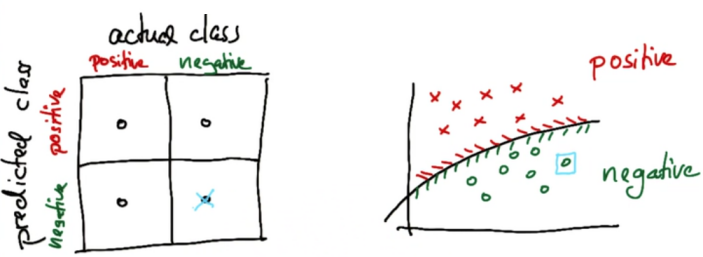 actual class
positive negative
predicted class
positive
negative
positive
negative